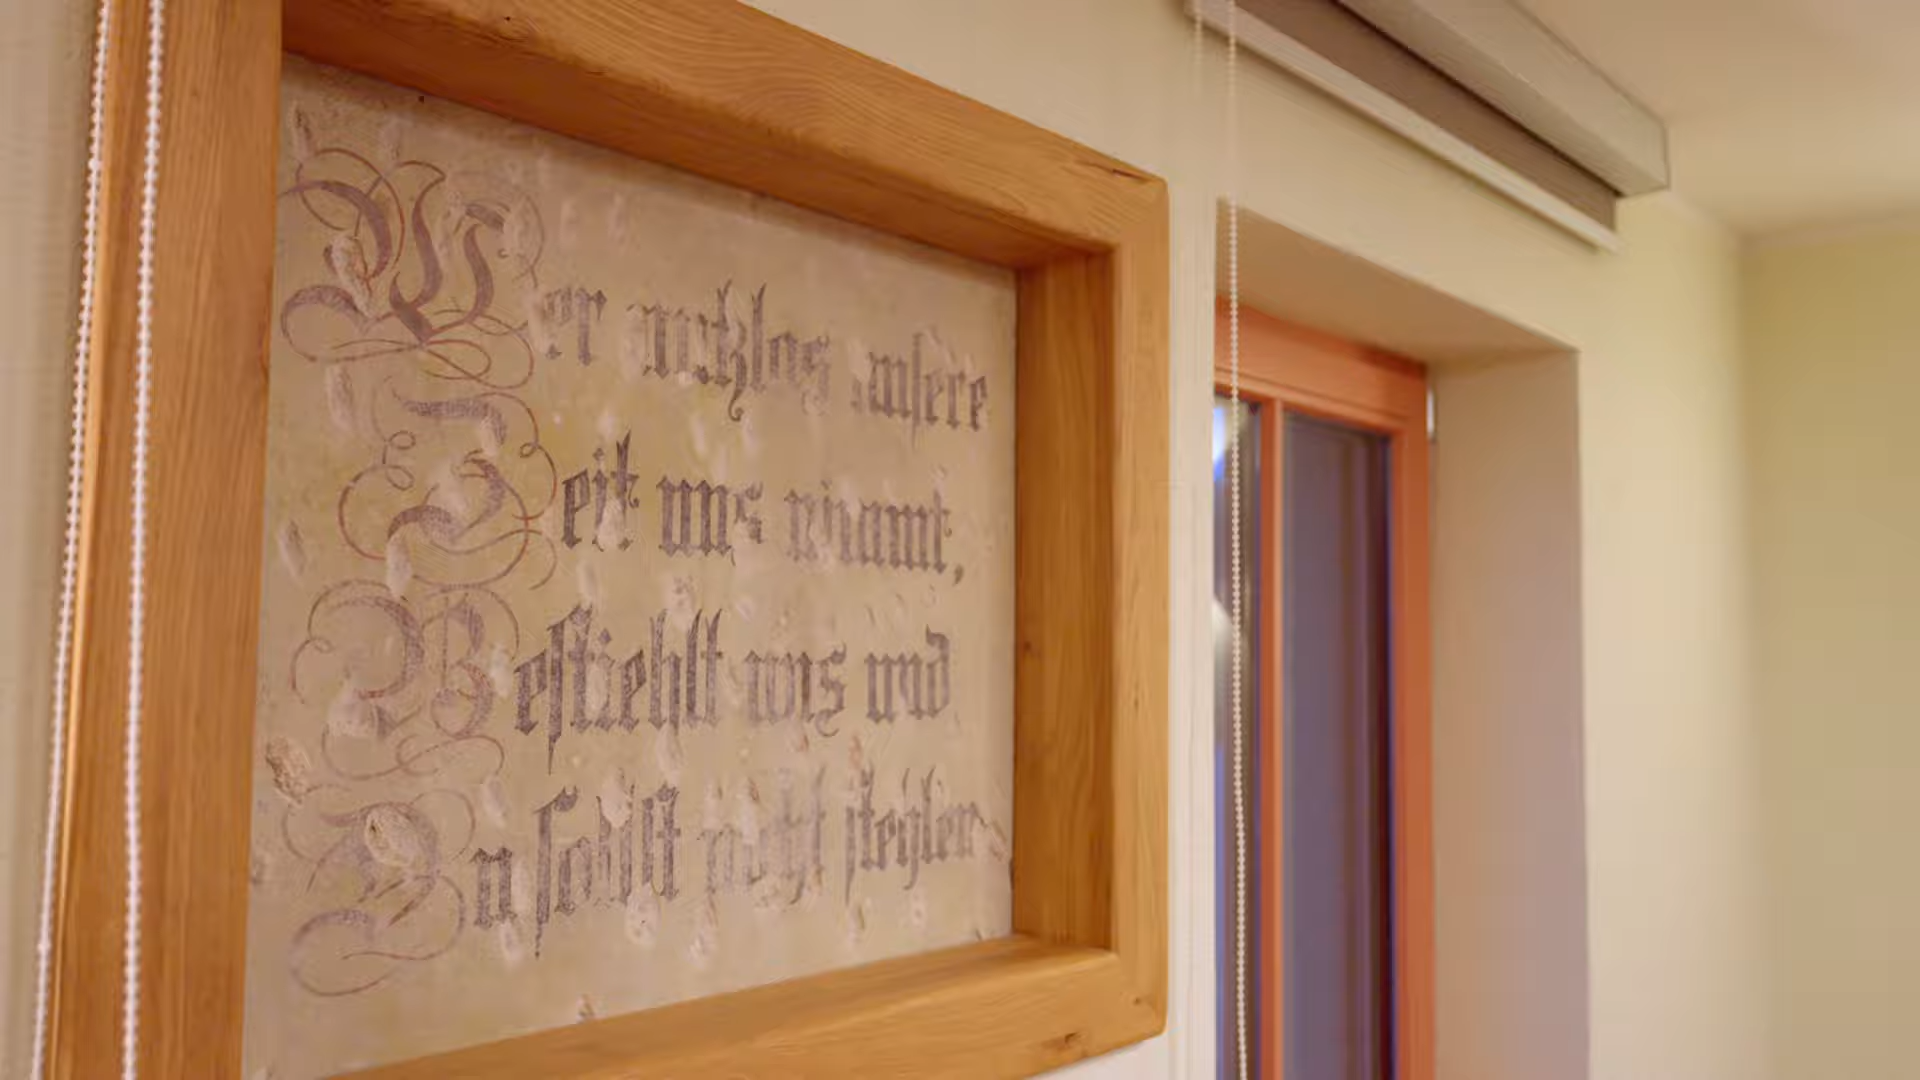 Wer nutzlos unsere
Zeit uns nimmt,
Bestiehlt uns und
Du sollst nicht stehlen